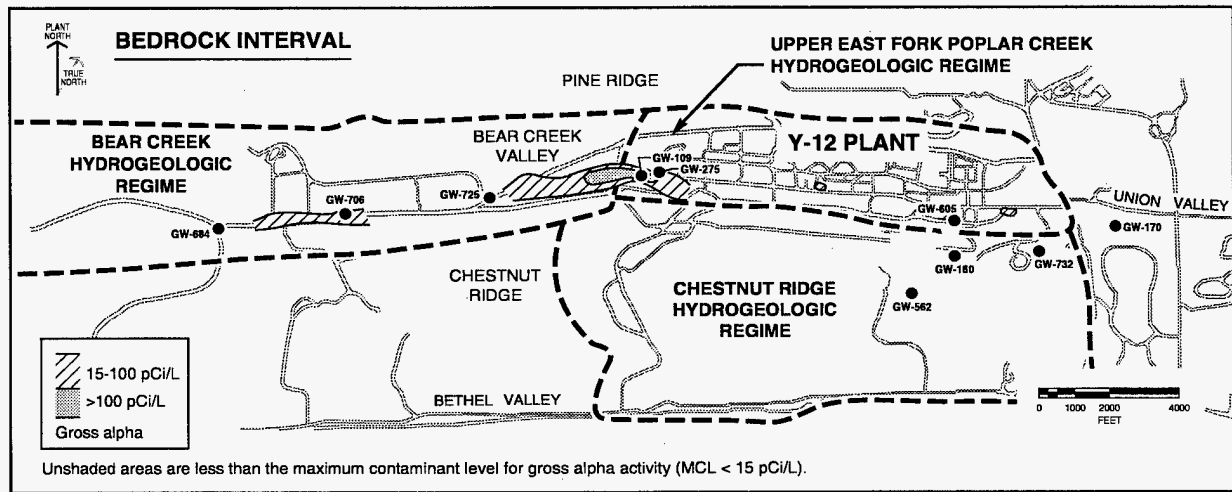 PLANT
NORTH
TRUE
NORTH
BEDROCK INTERVAL
PINE RIDGE
UPPER EAST FORK POPLAR CREEK
HYDROGEOLOGIC REGIME
BEAR CREEK
HYDROGEOLOGIC
REGIME
BEAR CREEK
VALLEY
Y-12 PLANT
GW-109
GW-275
GW-725
GW-706
GW-684
GW-605
UNION VALLEY
GW-170
GW-180
GW-732
GW-562
CHESTNUT
RIDGE
CHESTNUT RIDGE
HYDROGEOLOGIC
REGIME
BETHEL VALLEY
15-100 pCi/L
>100 pCi/L
Gross alpha
0 1000 2000 4000
FEET
Unshaded areas are less than the maximum contaminant level for gross alpha activity (MCL < 15 pCi/L).